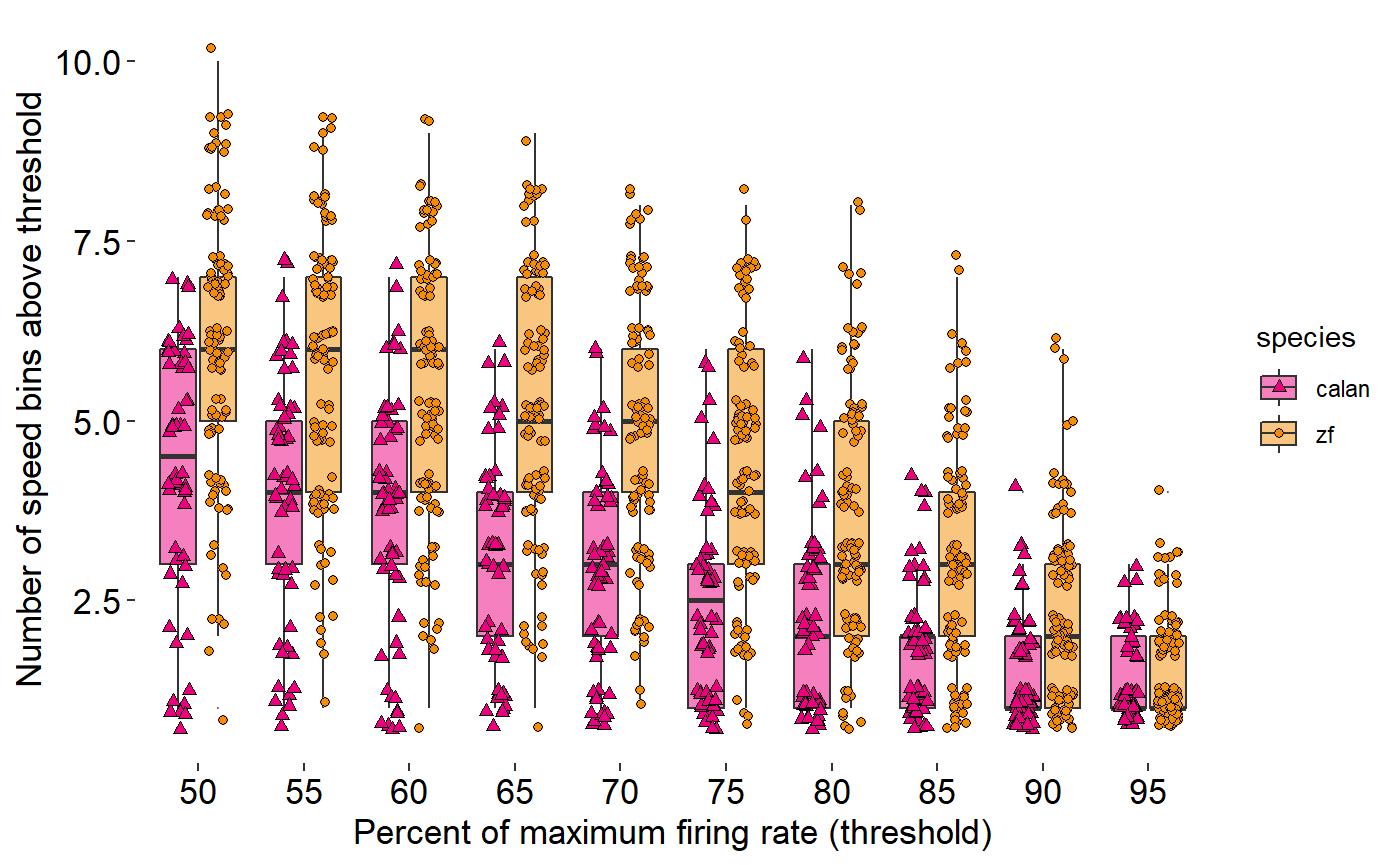 Number of speed bins above threshold
10.0
7.5
5.0
2.5
50 55 60 65 70 75 80 85 90 95
Percent of maximum firing rate (threshold)
species
calan
zf